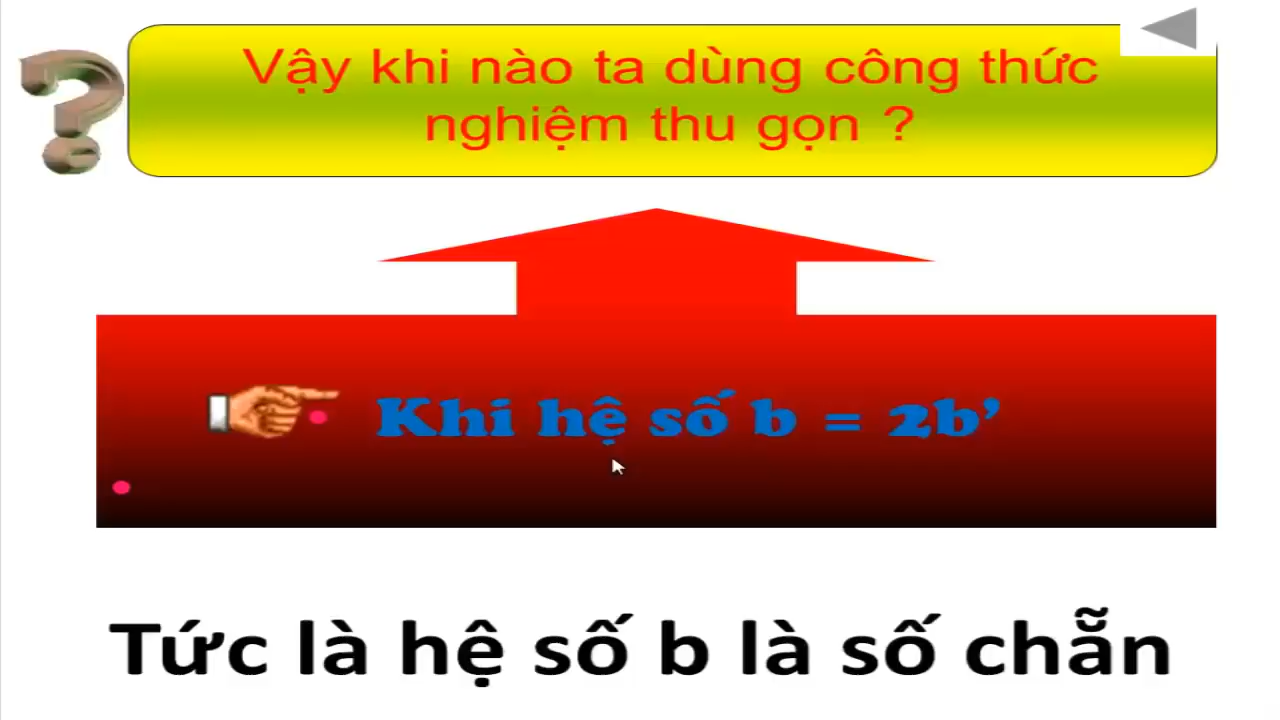 Vậy khi nào ta dùng công thức
nghiệm thu gọn ?
Khi hệ số b = 2b’
Tức là hệ số b là số chẵn